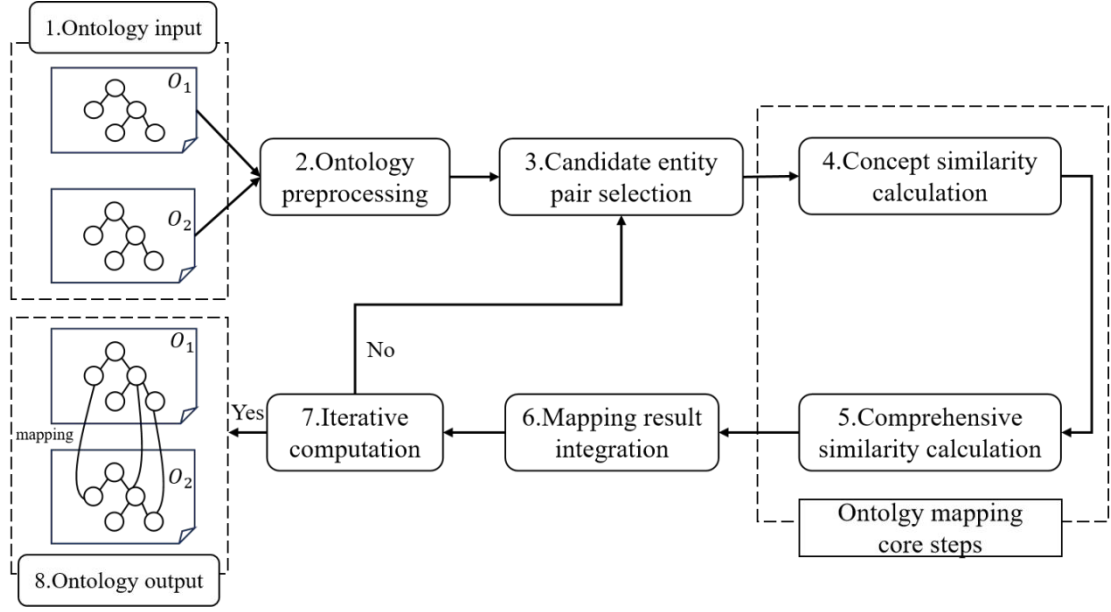 1.Ontology input
O₁
O₂
2.Ontology
preprocessing
3.Candidate entity
pair selection
4.Concept similarity
calculation
No
O₁
mapping
O₂
Yes
7.Iterative
computation
6.Mapping result
integration
5.Comprehensive
similarity calculation
Ontolgy mapping
core steps
8.Ontology output